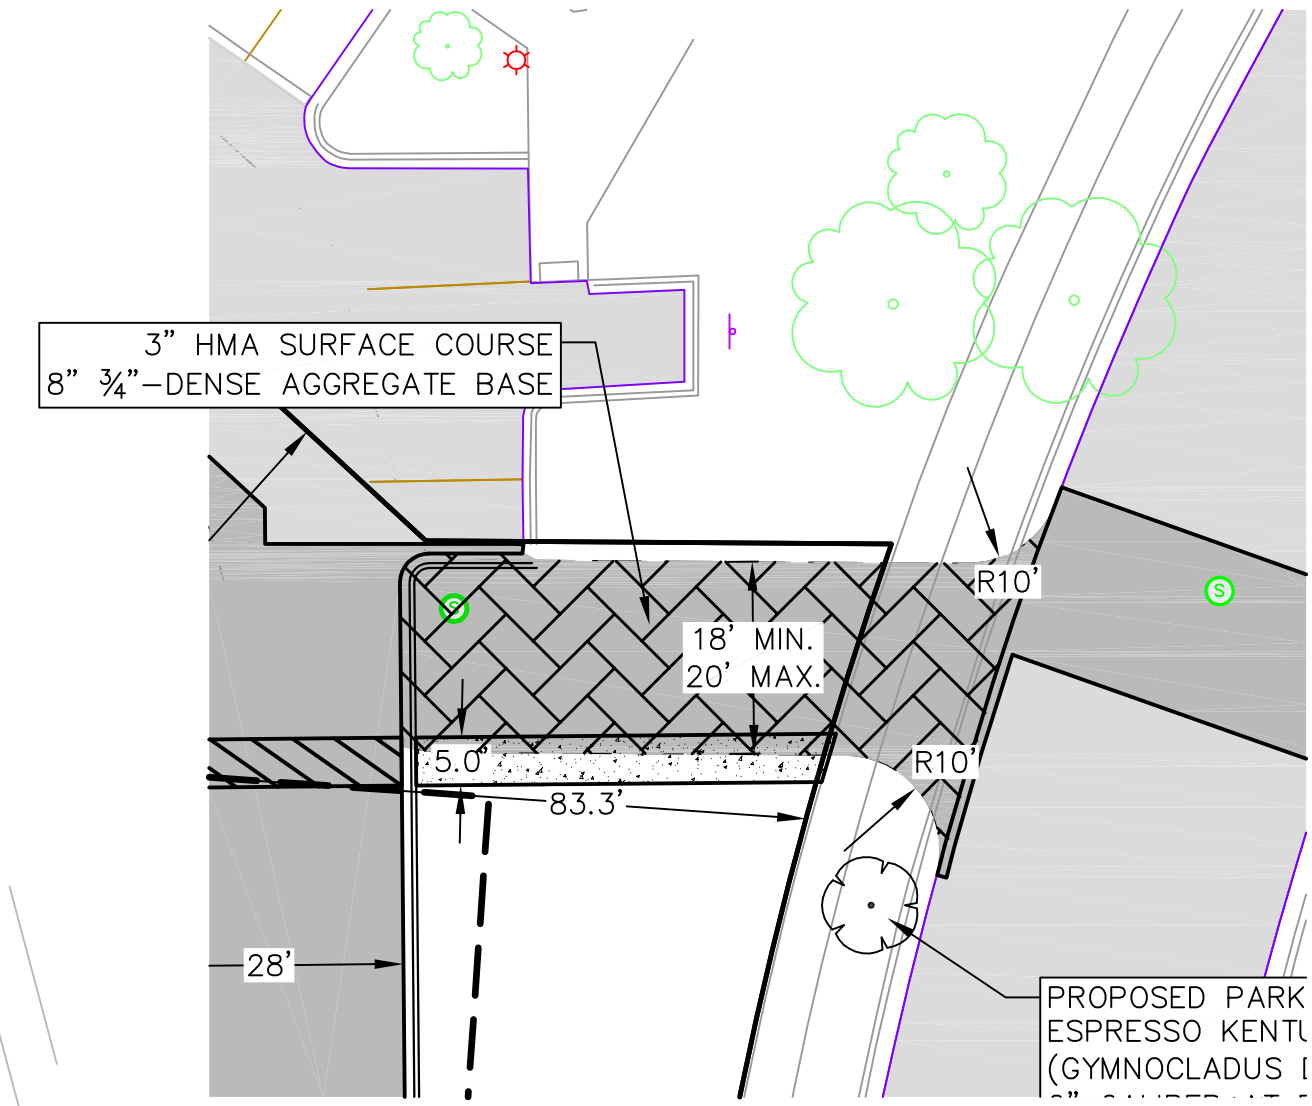 3” HMA SURFACE COURSE
8” ¾”-DENSE AGGREGATE BASE
R10’
S
S
18’ MIN.
20’ MAX.
5.0’
R10’
83.3’
28’
PROPOSED PARK
ESPRESSO
(GYMNOCLADUS